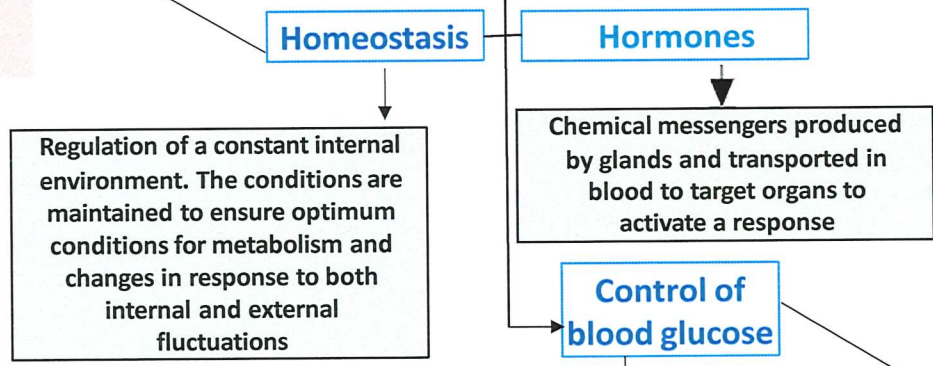 Homeostasis
Hormones
Regulation of a constant internal
environment. The conditions are
maintained to ensure optimum
conditions for metabolism and
changes in response to both
internal and external
fluctuations
Chemical messengers produced
by glands and transported in
blood to target organs to
activate a response
Control of
blood glucose